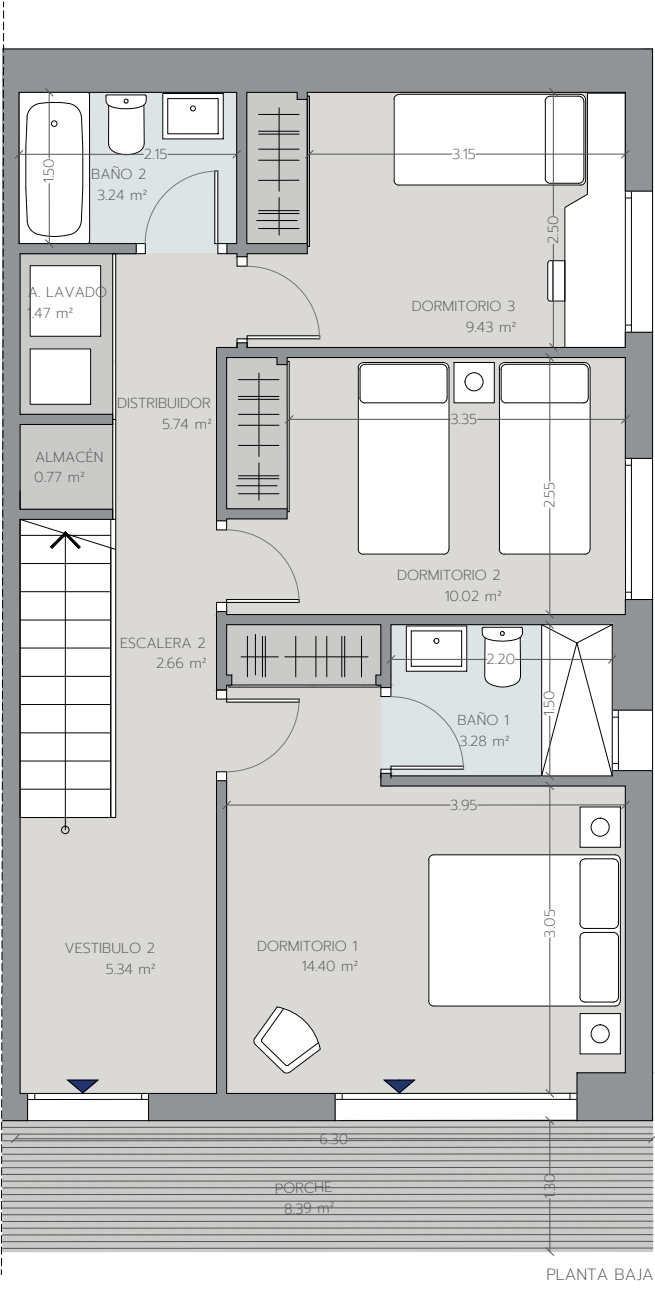 2.15
1.50
BAÑO 2
3.24 m²
3.15
2.50
A. LAVADO
1.47 m²
DORMITORIO 3
9.43 m²
DISTRIBUIDOR
5.74 m²
3.35
ALMACÉN
0.77 m²
2.55
DORMITORIO 2
10.02 m²
ESCALERA 2
2.66 m²
2.20
1.50
BAÑO 1
3.28 m²
3.95
3.05
VESTIBULO 2
5.34 m²
DORMITORIO 1
14.40 m²
6.30
PORCHE
8.39 m²
1.30
PLANTA BAJA